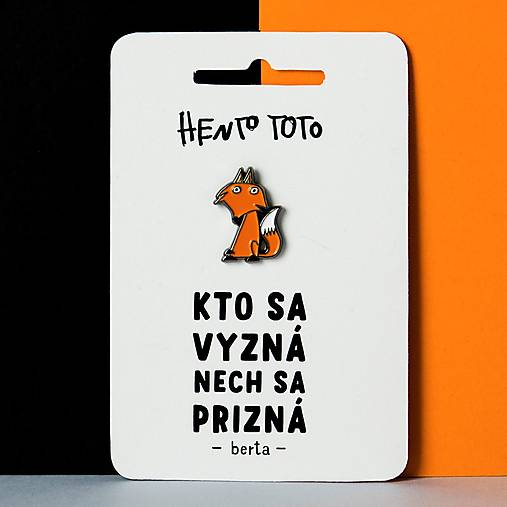 HENTO TOTO
KTO SA
VYZNÁ
NECH SA
PRIZNÁ
– berta –